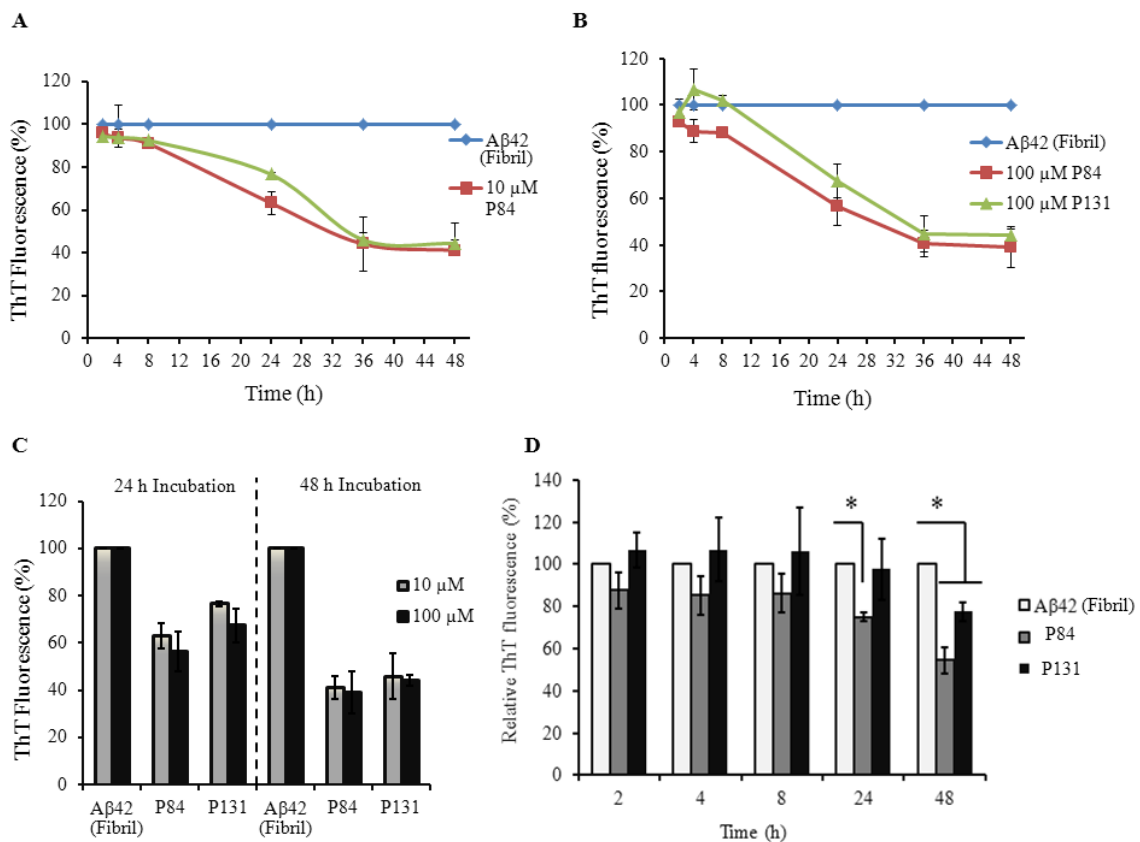 A
ThT Fluorescence (%)
120
100
80
60
40
20
0
0 4 8 12 16 20 24 28 32 36 40 44 48
Time (h)
Aβ42
(Fibril)
10 µM
P84
B
ThT fluorescence (%)
120
100
80
60
40
20
0
0 4 8 12 16 20 24 28 32 36 40 44 48
Time (h)
Aβ42 (Fibril)
100 µM P84
100 µM P131
C
24 h Incubation
48 h Incubation
ThT Fluorescence (%)
120
100
80
60
40
20
0
Aβ42 P84 P131 Aβ42 P84 P131
(Fibril) (Fibril)
10 µM
100 µM
D
Relative ThT fluorescence (%)
140
120
100
80
60
40
20
0
* *
2 4 8 24 48
Time (h)
Aβ42 (Fibril)
P84
P131